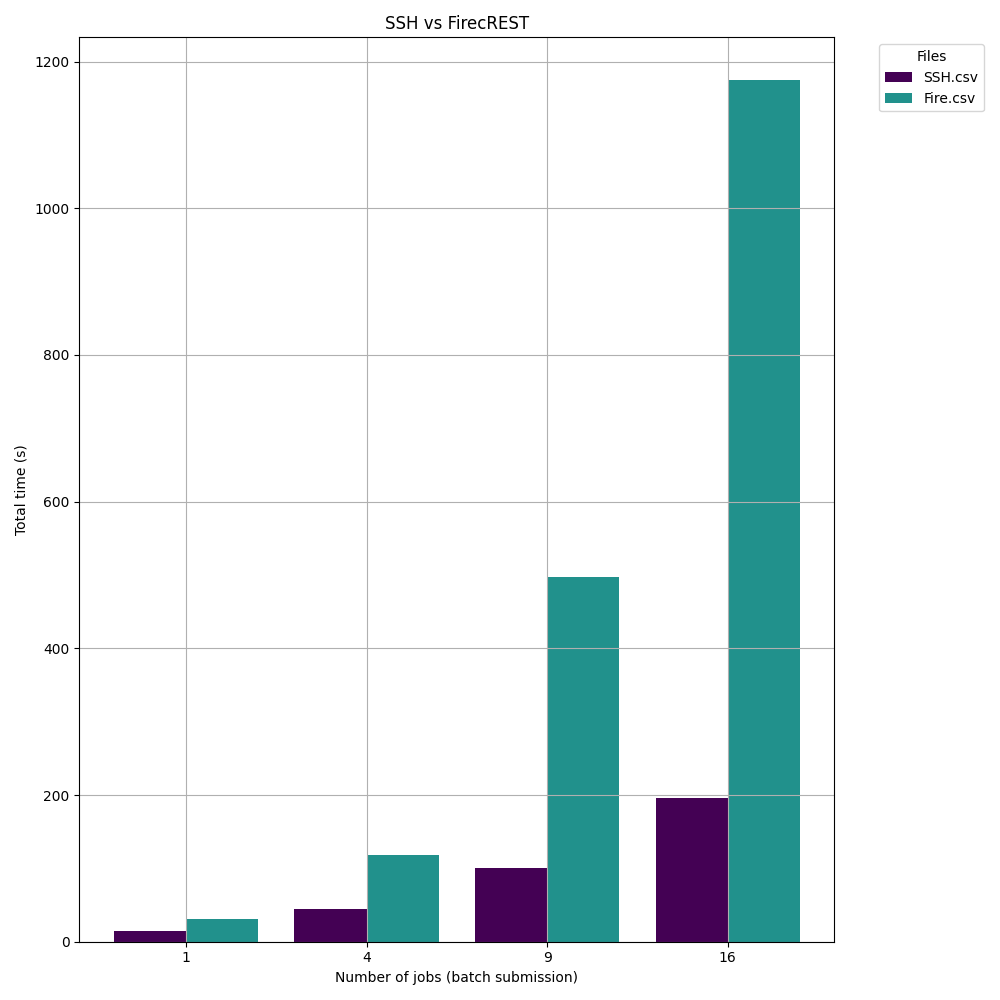 SSH vs FirecREST
Files
SSH.csv
Fire.csv
1200
1000
800
600
400
200
0
Total time (s)
1 4 9 16
Number of jobs (batch submission)